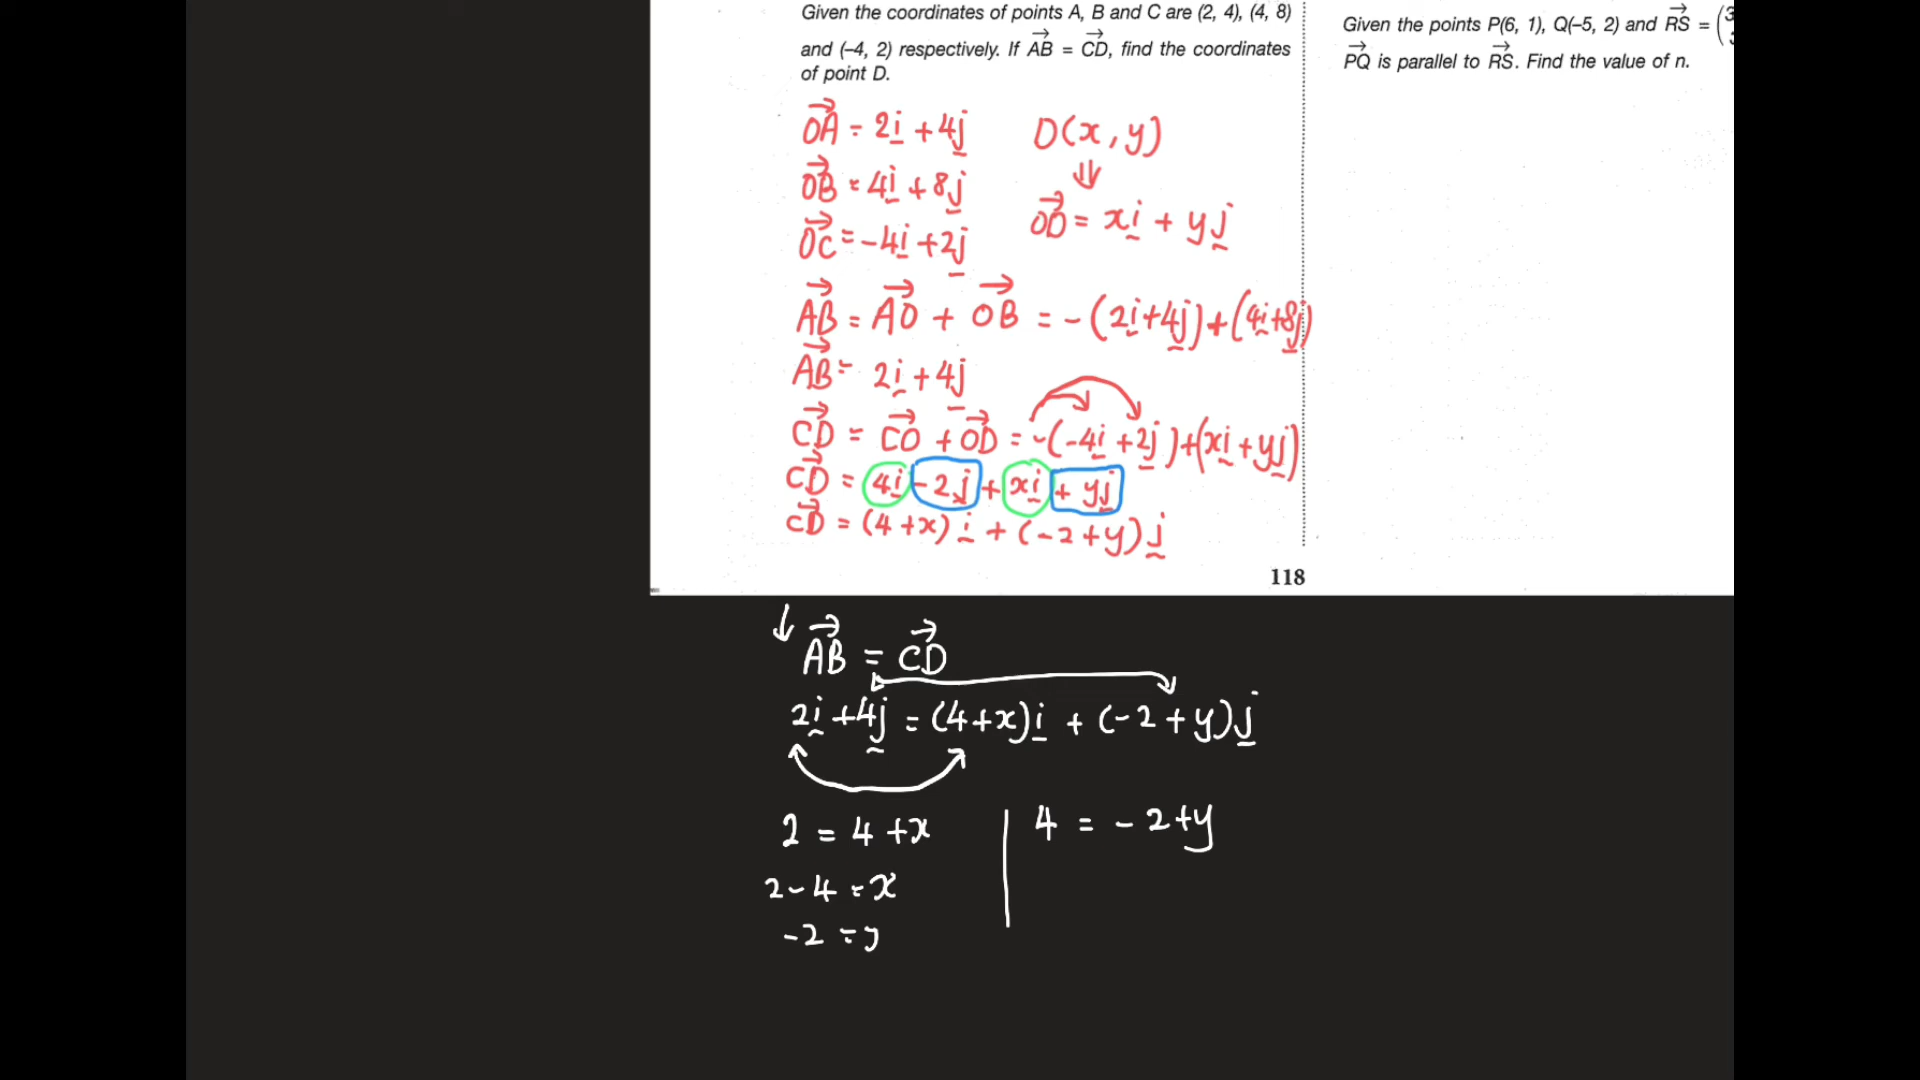 Given the coordinates of points A, B and C are (2, 4), (4, 8)
and (–4, 2) respectively. If →AB = →CD, find the coordinates
of point D.
Given the points P(6, 1), Q(–5, 2) and →RS = (3
→PQ is parallel to →RS. Find the value of n.
→OA = 2i + 4j
→OB = 4i + 8j
→OC = -4i + 2j
D(x, y)
⇓
→OD = xi + yj
→AB = →AO + →OB = -(2i+4j)+(4i+8j)
→AB = 2i + 4j
→CD = →CO + →OD = -(-4i + 2j)+(xi + yj)
→CD = 4i - 2j + xi + yj
→CD = (4 + x)i + (-2 + y)j
118
↓ →AB = →CD
2i + 4j = (4+x)i + (-2 + y)j
2 = 4 + x
2 - 4 = x
-2 =
4 = - 2 + y